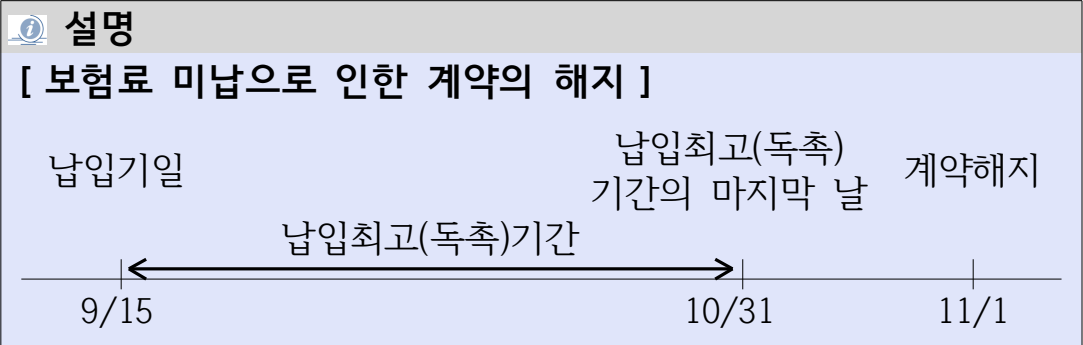 설명
[ 보험료 미납으로 인한 계약의 해지 ]
납입기일
납입최고(독촉)
기간의 마지막 날
계약해지
납입최고(독촉)기간
9/15
10/31
11/1